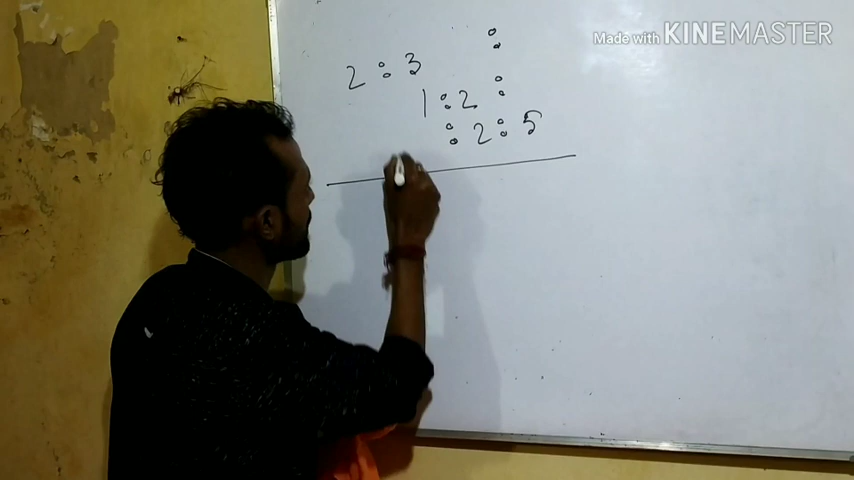 Made with KINEMASTER
:
2 : 3 :
1 : 2
: 2 : 5